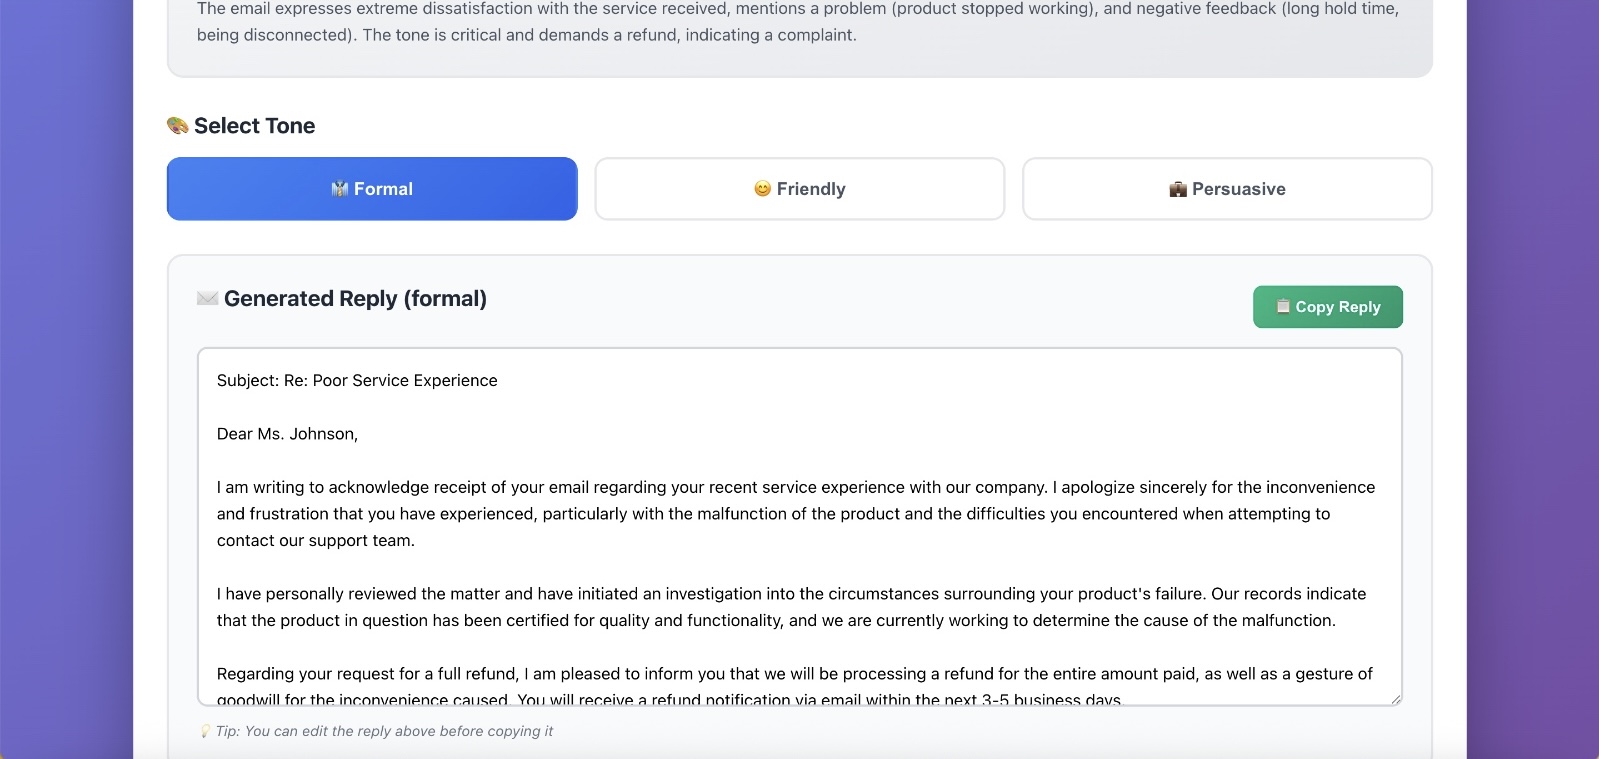 The email expresses extreme dissatisfaction with the service received, mentions a problem (product stopped working), and negative feedback (long hold time,
being disconnected). The tone is critical and demands a refund, indicating a complaint.
🎨 Select Tone
👔 Formal
😊 Friendly
💼 Persuasive
✉️ Generated Reply (formal)
📋 Copy Reply
Subject: Re: Poor Service Experience
Dear Ms. Johnson,
I am writing to acknowledge receipt of your email regarding your recent service experience with our company. I apologize sincerely for the inconvenience
and frustration that you have experienced, particularly with the malfunction of the product and the difficulties you encountered when attempting to
contact our support team.
I have personally reviewed the matter and have initiated an investigation into the circumstances surrounding your product's failure. Our records indicate
that the product in question has been certified for quality and functionality, and we are currently working to determine the cause of the malfunction.
Regarding your request for a full refund, I am pleased to inform you that we will be processing a refund for the entire amount paid, as well as a gesture of
goodwill for the inconvenience caused. You will receive a refund notification via email within the next 3-5 business days.
💡 Tip: You can edit the reply above before copying it